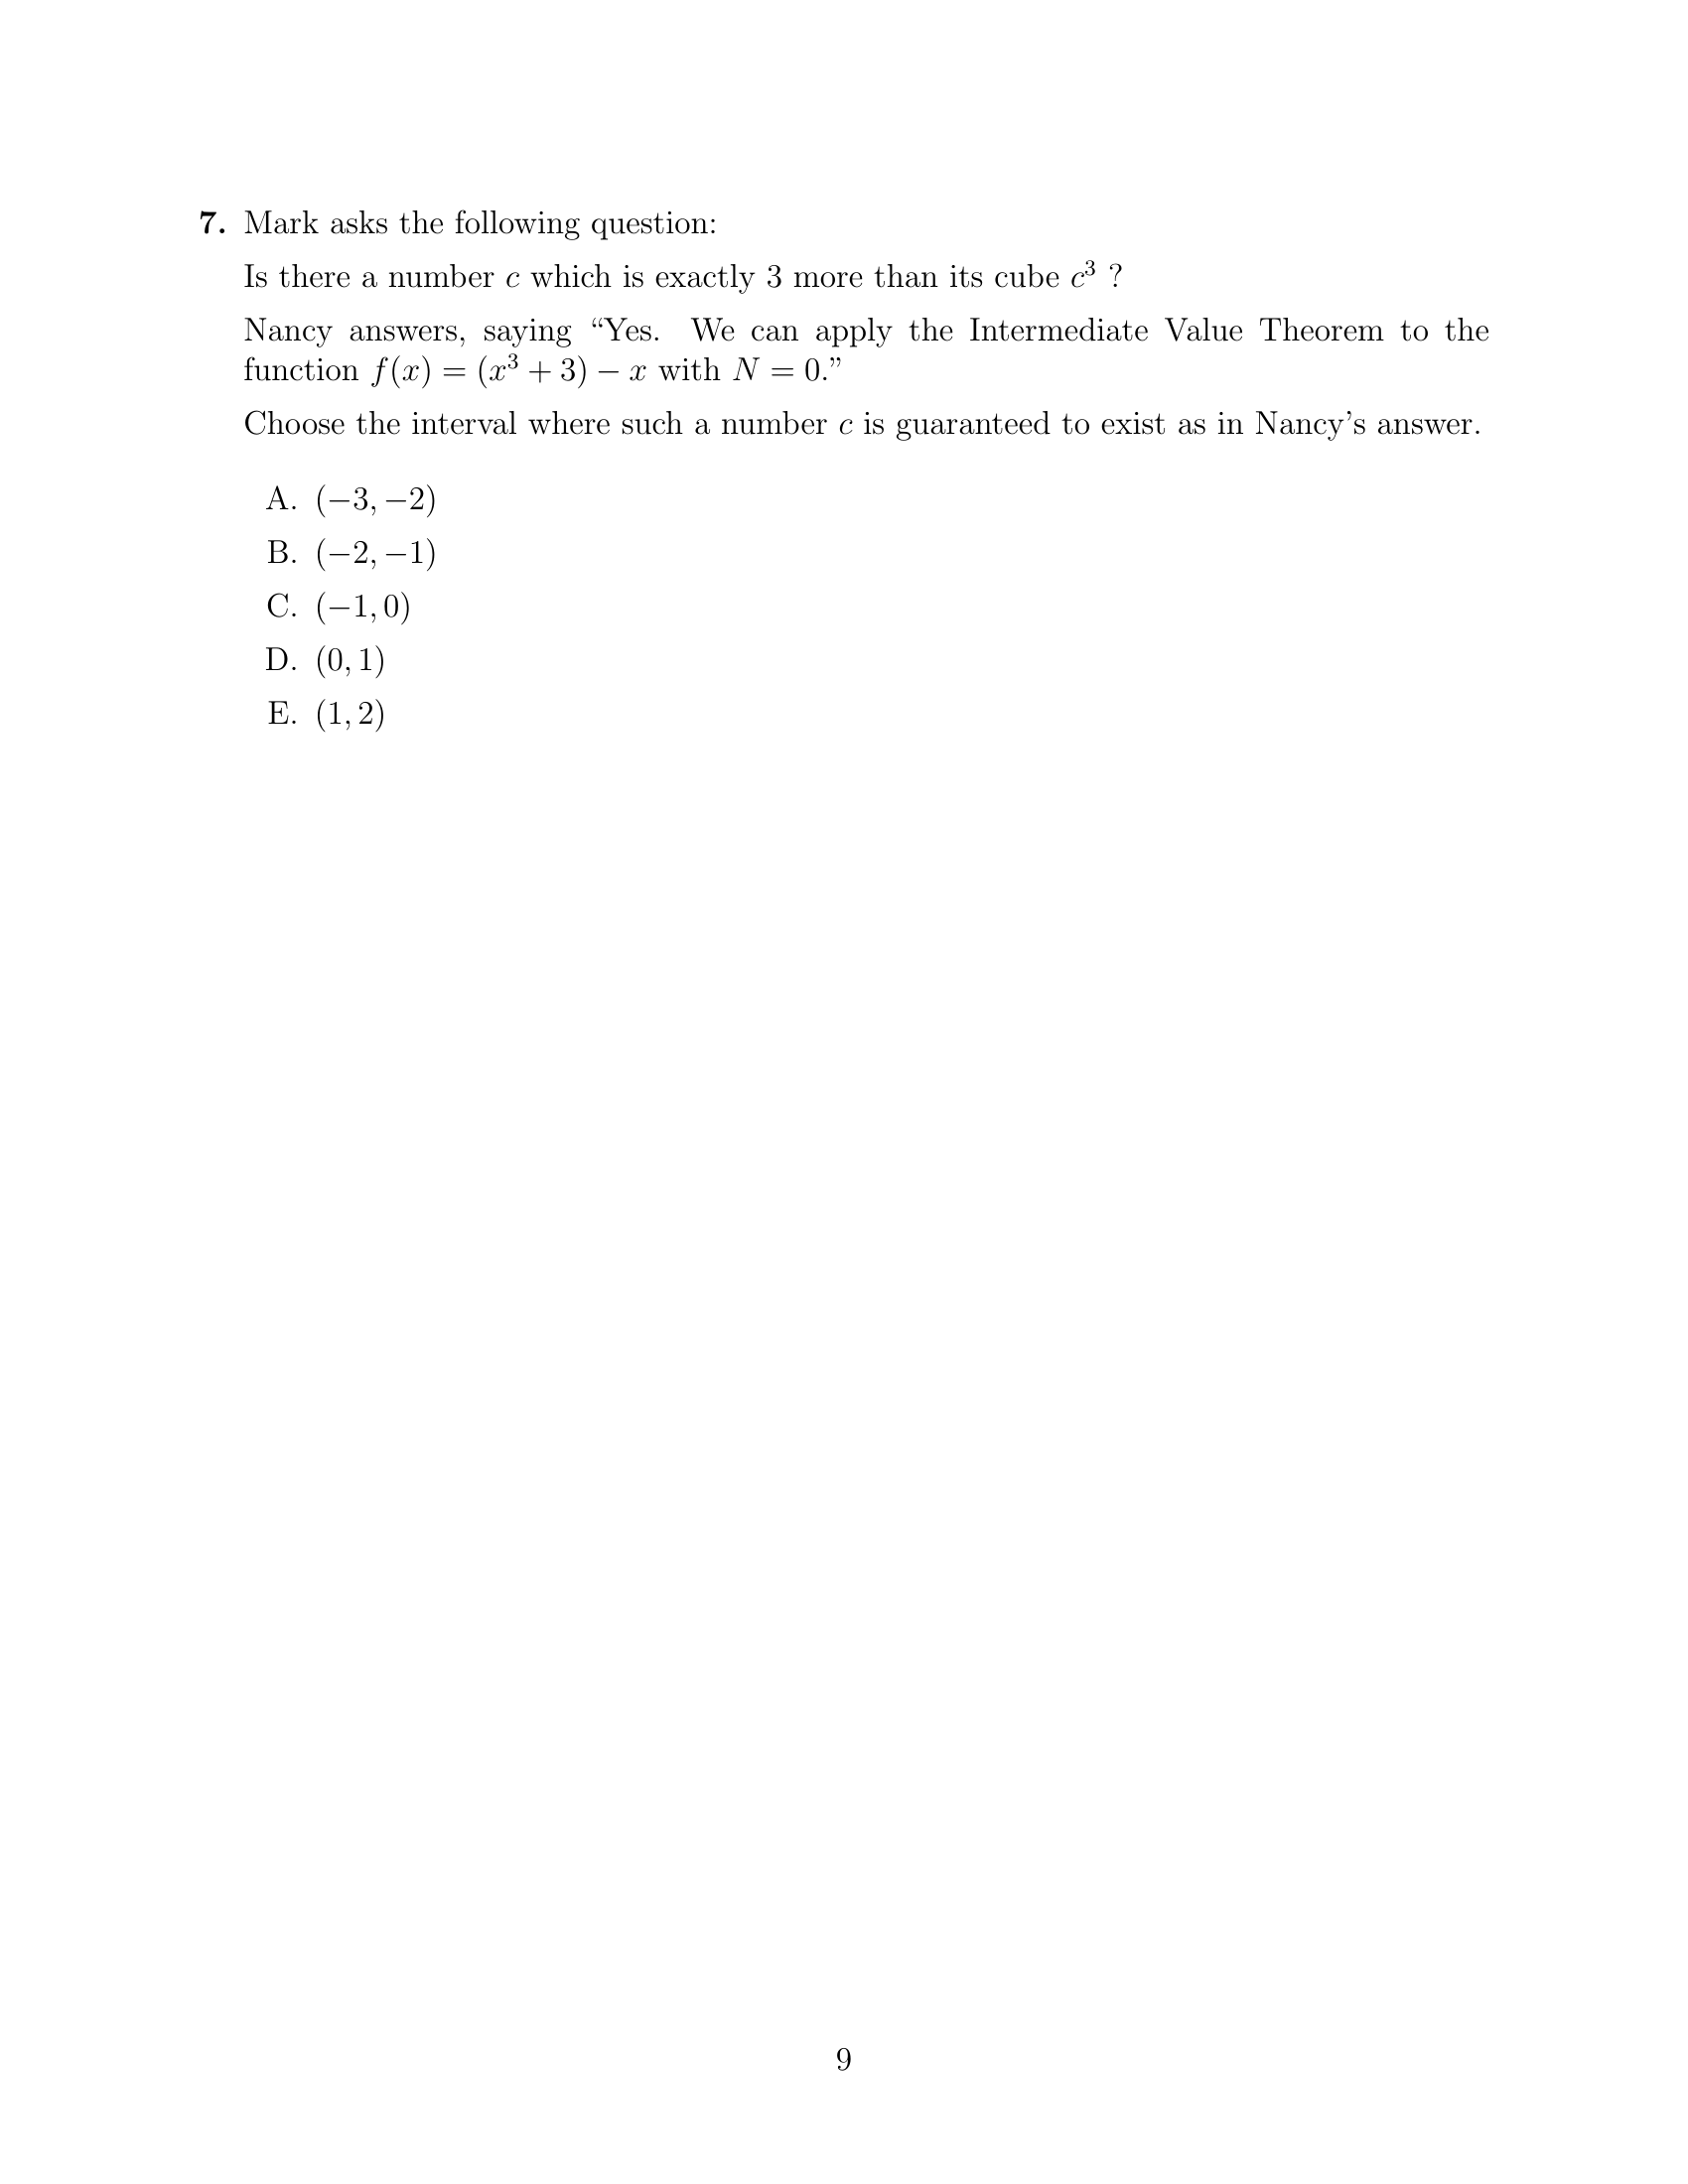 7. Mark asks the following question:
Is there a number c which is exactly 3 more than its cube c³ ?
Nancy answers, saying “Yes. We can apply the Intermediate Value Theorem to the
function f(x) = (x³ + 3) − x with N = 0.”
Choose the interval where such a number c is guaranteed to exist as in Nancy’s answer.
A. (−3, −2)
B. (−2, −1)
C. (−1, 0)
D. (0, 1)
E. (1, 2)
9